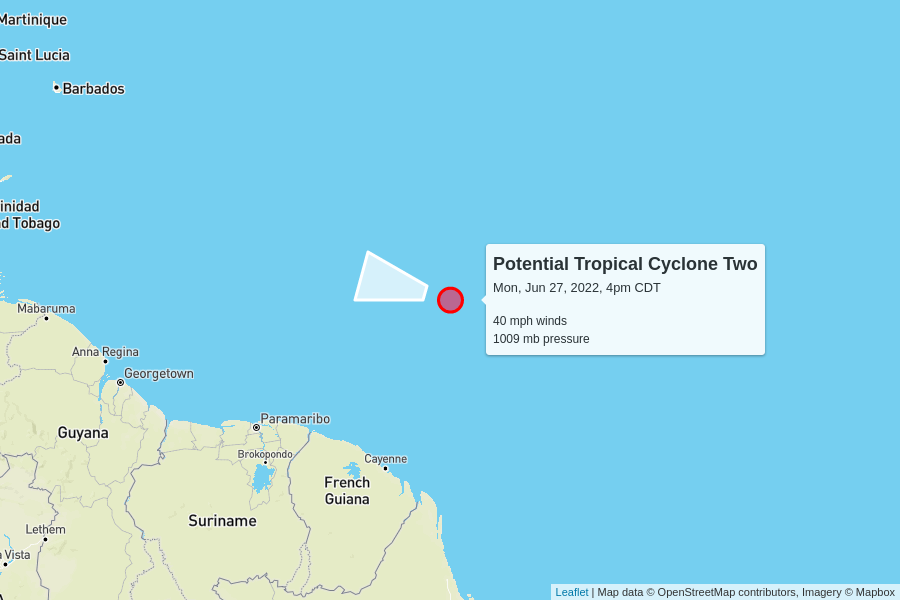 Martinique
Saint Lucia
Barbados
ada
inidad
d Tobago
Potential Tropical Cyclone Two
Mon, Jun 27, 2022, 4pm CDT
40 mph winds
1009 mb pressure
Mabaruma
Anna Regina
Georgetown
Paramaribo
Guyana
Brokopondo
Cayenne
French
Guiana
Suriname
Lethem
a Vista
Leaflet | Map data © OpenStreetMap contributors, Imagery © Mapbox